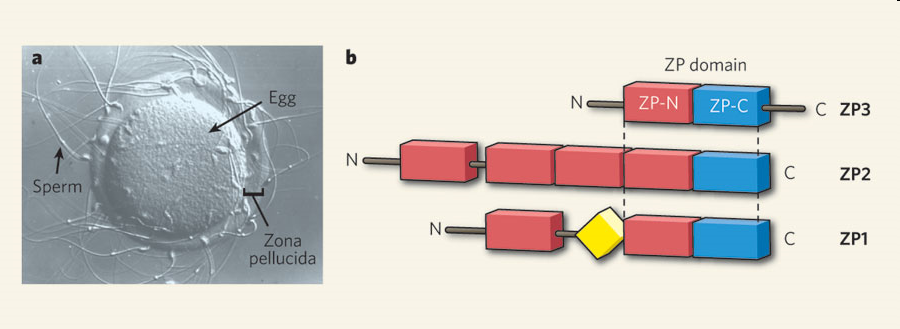 a
Egg
Sperm
Zona
pellucida
b
ZP domain
N ZP-N ZP-C C ZP3
N C ZP2
N C ZP1